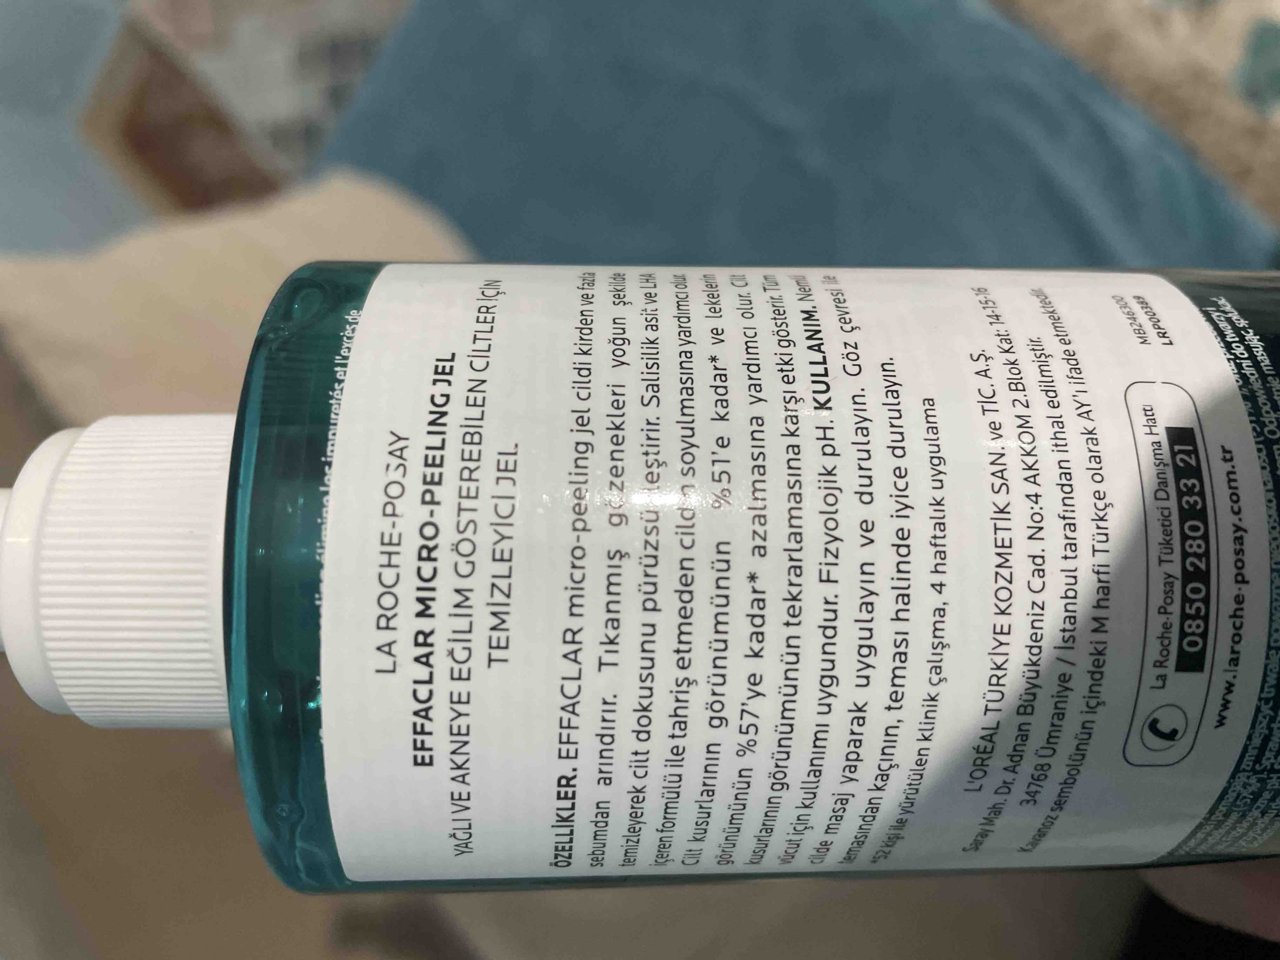 LA ROCHE-POSAY
EFFACLAR MICRO-PEELING JEL
YAĞLI VE AKNEYE EĞİLİM GÖSTEREBİLEN CİLTLER İÇİN
TEMİZLEYİCİ JEL
ÖZELLİKLER. EFFACLAR micro-peeling jel cildi kirden ve fazla
sebumdan arındırır. Tıkanmış gözenekleri yoğun şekilde
temizleyerek cilt dokusunu pürüzsüzleştirir. Salisilik asit ve LHA
içeren formülü ile tahriş etmeden cildin soyulmasına yardımcı olur.
Cilt kusurlarının görünümünün %51'e kadar* ve lekelerin
görünümünün %57'ye kadar* azalmasına yardımcı olur. Cilt
kusurlarının görünümünün tekrarlamasına karşı etki gösterir. Tüm
vücut için kullanımı uygundur. Fizyolojik pH. KULLANIM. Nemli
cilde masaj yaparak uygulayın ve durulayın. Göz çevresi ile
temasından kaçının, teması halinde iyice durulayın.
*52 kişi ile yürütülen klinik çalışma, 4 haftalık uygulama
L'ORÉAL TÜRKİYE KOZMETİK SAN. ve TİC. A.Ş.
Saray Mah. Dr. Adnan Büyükdeniz Cad. No:4 AKKOM 2.Blok Kat: 14-15-16
34768 Ümraniye / İstanbul tarafından ithal edilmiştir.
Kavanoz sembolünün içindeki M harfi Türkçe olarak AY'ı ifade etmektedir.
MB246300
LRP00349
La Roche-Posay Tüketici Danışma Hattı
0850 280 33 21
www.laroche-posay.com.tr
les impuretés et l'excès de